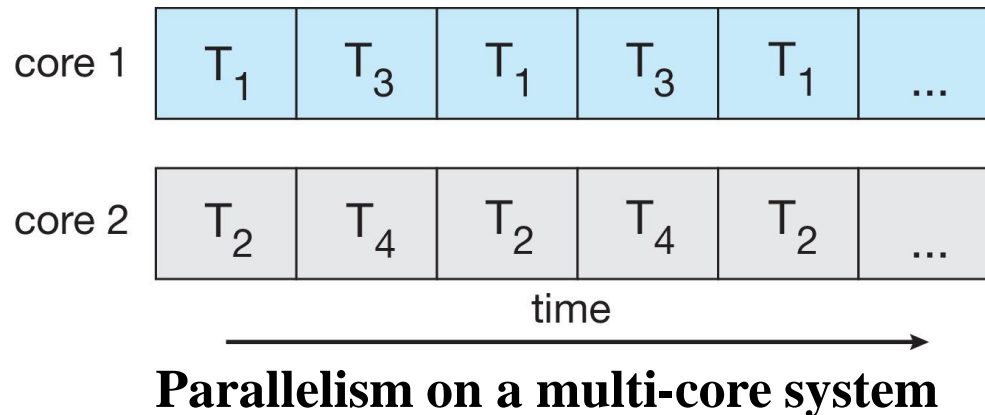 core 1 T₁ T₃ T₁ T₃ T₁ ...
core 2 T₂ T₄ T₂ T₄ T₂ ...
time
Parallelism on a multi-core system